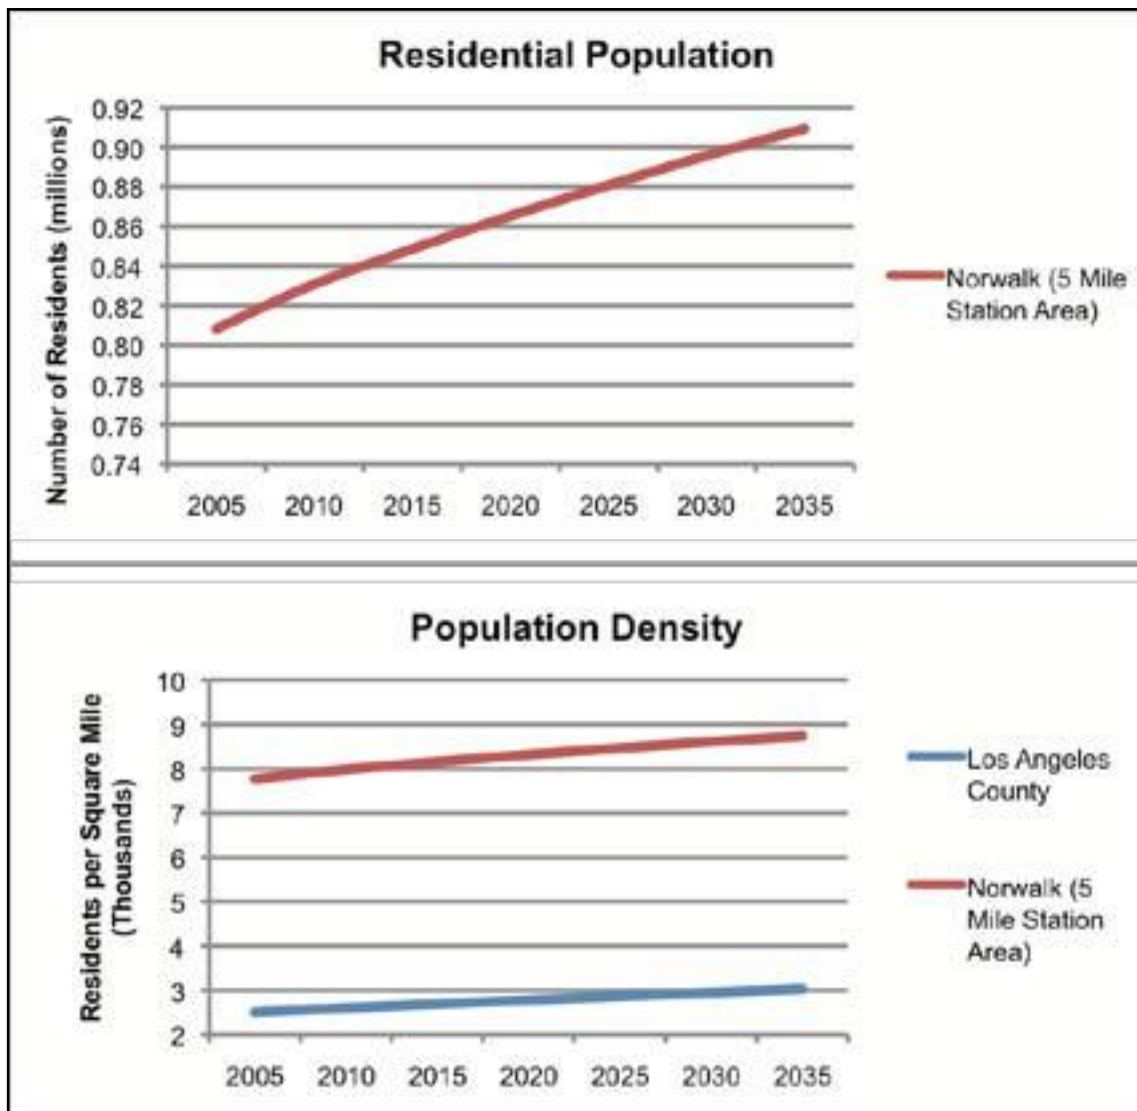 Residential Population
Number of Residents (millions)
0.92
0.90
0.88
0.86
0.84
0.82
0.80
0.78
0.76
0.74
2005 2010 2015 2020 2025 2030 2035
Norwalk (5 Mile
Station Area)
Population Density
Residents per Square Mile
(Thousands)
10
9
8
7
6
5
4
3
2
2005 2010 2015 2020 2025 2030 2035
Los Angeles
County
Norwalk (5
Mile Station
Area)